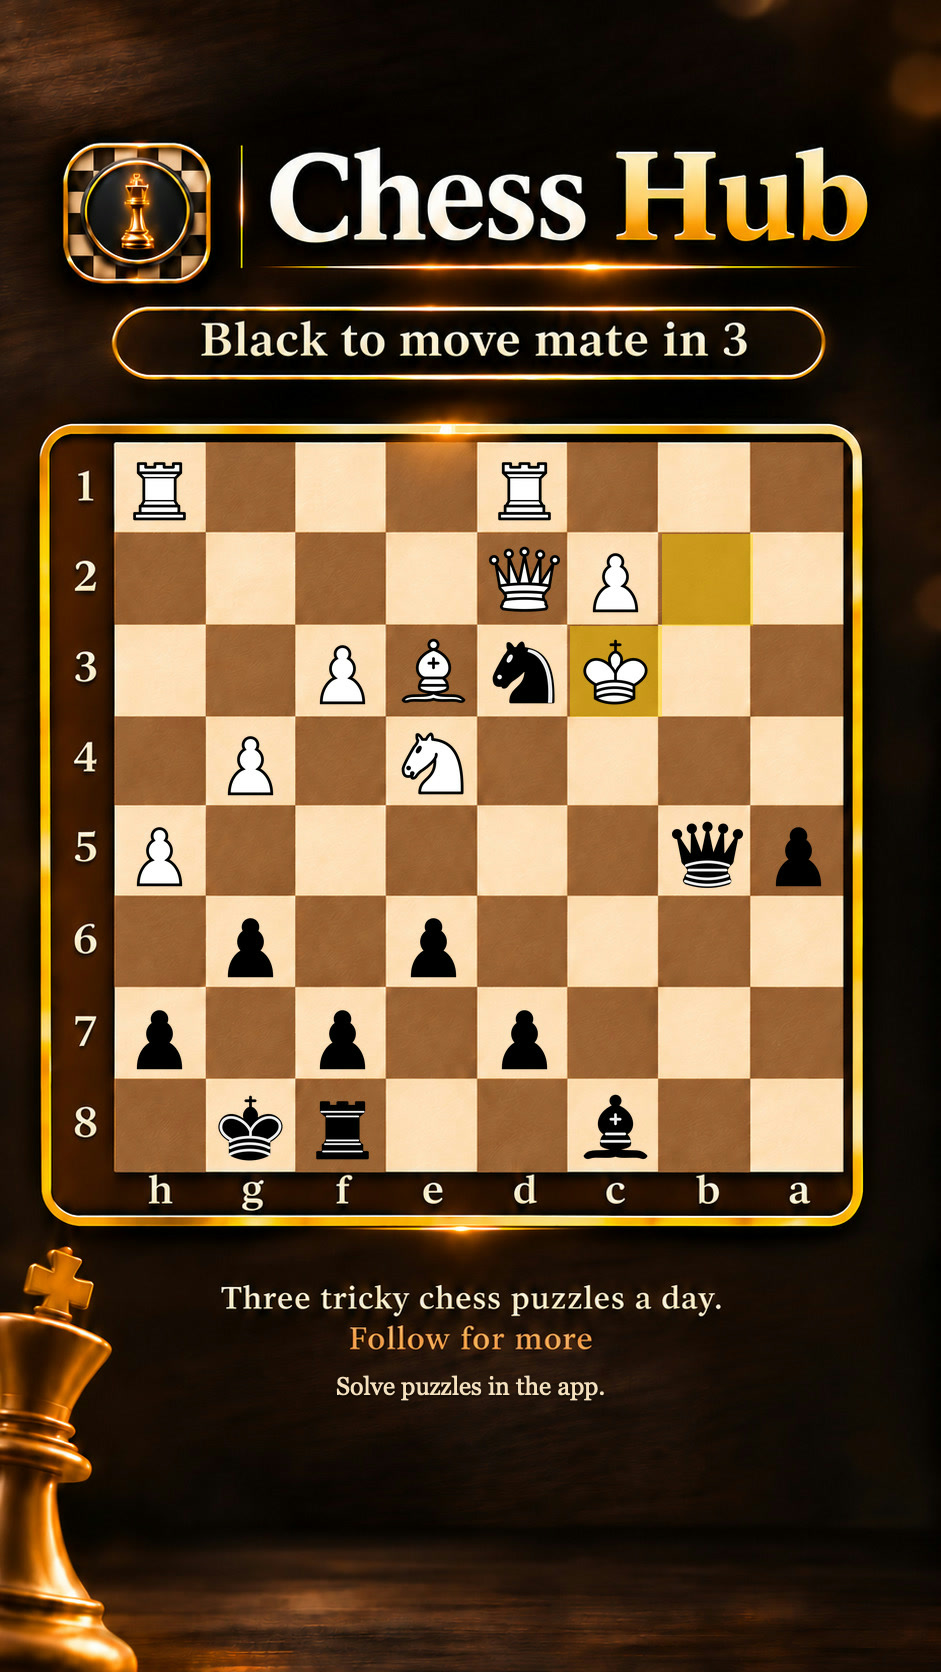 Chess Hub
Black to move mate in 3
1
2
3
4
5
6
7
8
h g f e d c b a
Three tricky chess puzzles a day.
Follow for more
Solve puzzles in the app.